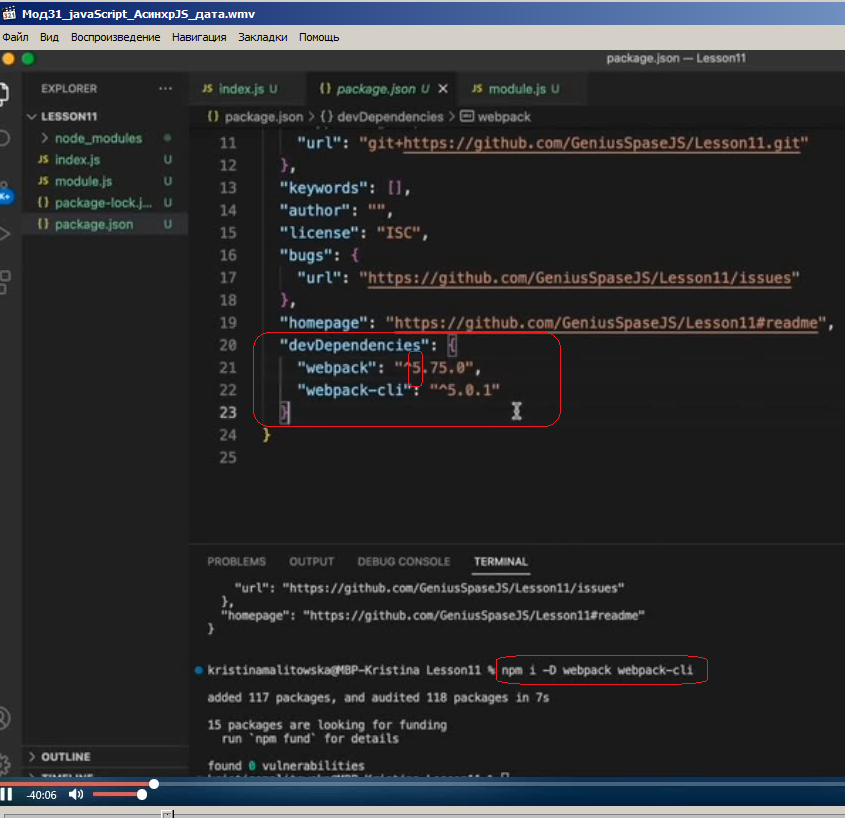 Мод31_javaScript_АсинхрJS_дата.wmv
Файл Вид Воспроизведение Навигация Закладки Помощь
package.json — Lesson11
EXPLORER ...
JS index.js U {} package.json U × JS module.js U
LESSON11
{} package.json > {} devDependencies > webpack
node_modules
JS index.js U
JS module.js U
{} package-lock.j... U
{} package.json U
11 "url": "git+https://github.com/GeniusSpaseJS/Lesson11.git"
12 },
13 "keywords": [],
14 "author": "",
15 "license": "ISC",
16 "bugs": {
17 "url": "https://github.com/GeniusSpaseJS/Lesson11/issues"
18 },
19 "homepage": "https://github.com/GeniusSpaseJS/Lesson11#readme",
20 "devDependencies": {
21 "webpack": "^5.75.0",
22 "webpack-cli": "^5.0.1"
23 }
24 }
25
PROBLEMS OUTPUT DEBUG CONSOLE TERMINAL
"url": "https://github.com/GeniusSpaseJS/Lesson11/issues"
},
"homepage": "https://github.com/GeniusSpaseJS/Lesson11#readme"
}
kristinamalitowska@MBP-Kristina Lesson11 % npm i -D webpack webpack-cli
added 117 packages, and audited 118 packages in 7s
15 packages are looking for funding
run `npm fund` for details
found 0 vulnerabilities
OUTLINE
TIMELINE
-40:06